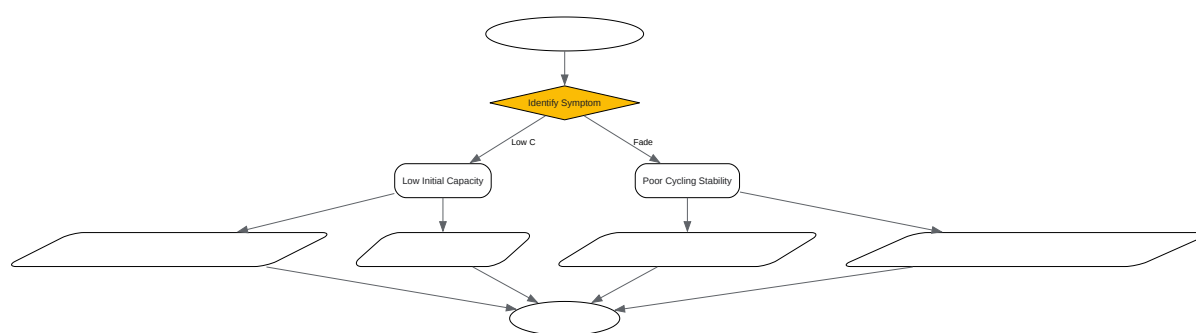 Identify Symptom
Low C
Fade
Low Initial Capacity
Poor Cycling Stability